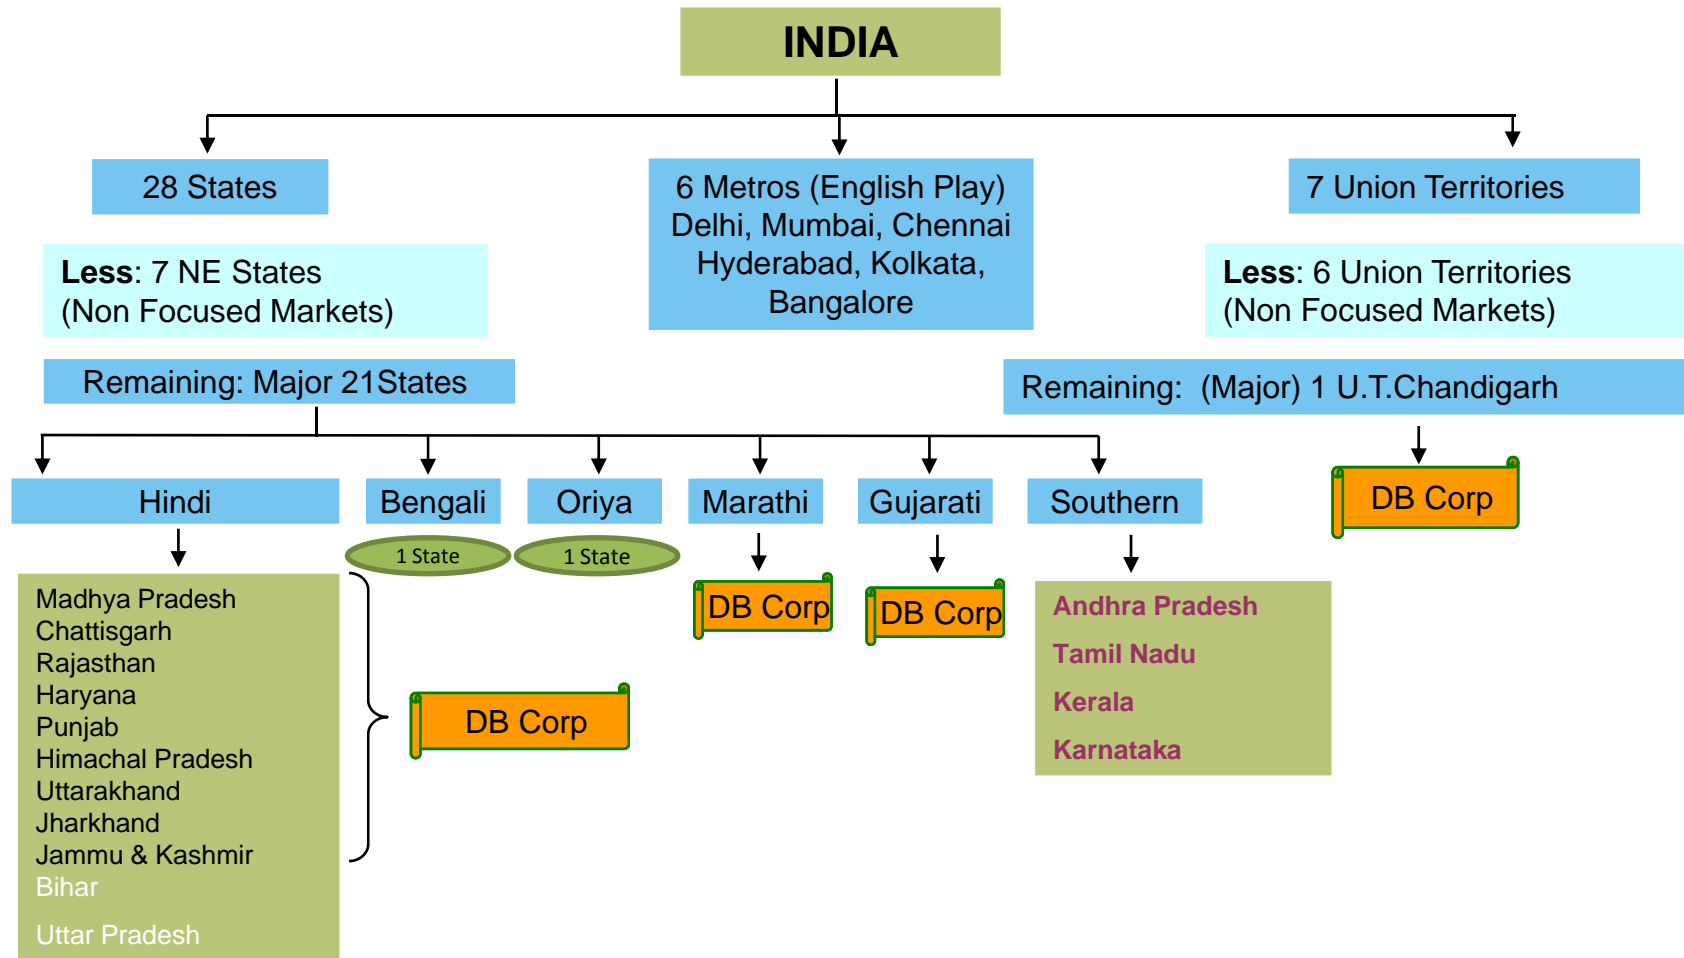 INDIA
28 States
6 Metros (English Play)
Delhi, Mumbai, Chennai
Hyderabad, Kolkata,
Bangalore
7 Union Territories
Less: 7 NE States
(Non Focused Markets)
Less: 6 Union Territories
(Non Focused Markets)
Remaining: Major 21States
Remaining: (Major) 1 U.T.Chandigarh
Hindi
Bengali
Oriya
Marathi
Gujarati
Southern
DB Corp
1 State
1 State
DB Corp
DB Corp
Madhya Pradesh
Chattisgarh
Rajasthan
Haryana
Punjab
Himachal Pradesh
Uttarakhand
Jharkhand
Jammu & Kashmir
Bihar
Uttar Pradesh
DB Corp
Andhra Pradesh
Tamil Nadu
Kerala
Karnataka